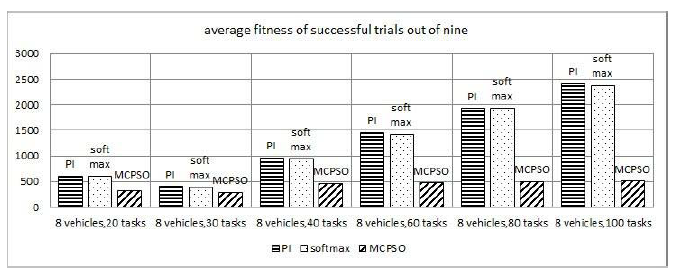 average fitness of successful trials out of nine
3000
2500
2000
1500
1000
500
0
PI
soft
max
MCPSO
PI
soft
max
MCPSO
PI
soft
max
MCPSO
PI
soft
max
MCPSO
PI
soft
max
MCPSO
PI
soft
max
MCPSO
8 vehicles,20 tasks 8 vehicles,30 tasks 8 vehicles,40 tasks 8 vehicles,60 tasks 8 vehicles,80 tasks 8 vehicles,100 tasks
PI softmax MCPSO